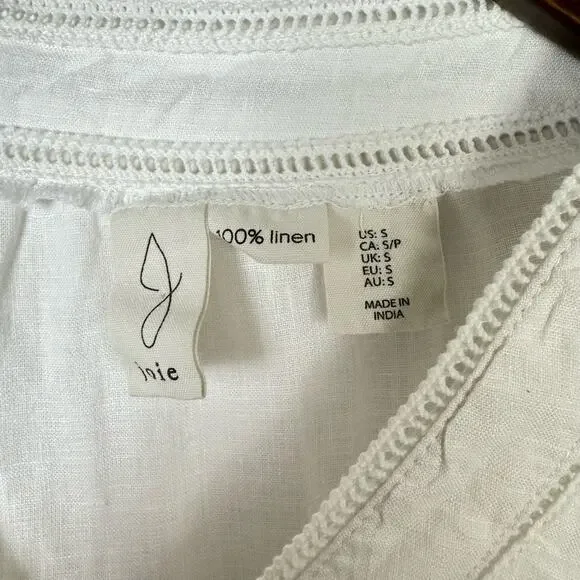 joie
100% linen
US: S
CA: S/P
UK: S
EU: S
AU: S
MADE IN
INDIA